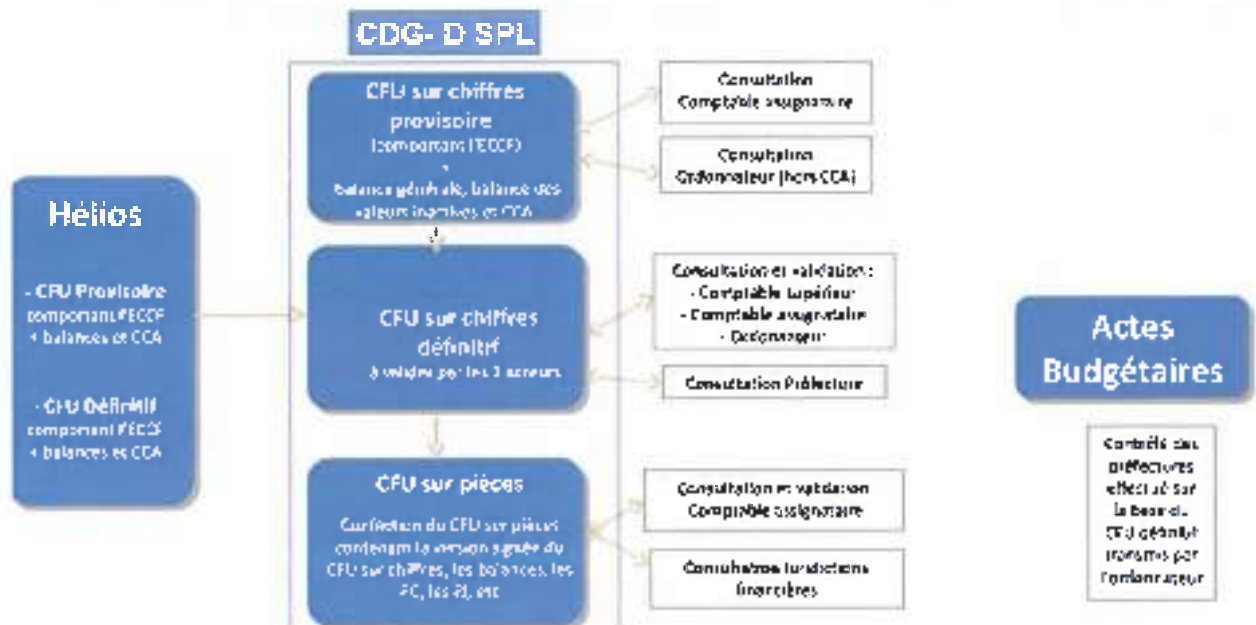 CDG- D SPL
Hélios
- CFU Provisoire
comportant l'ECCF
+ balances et CCA
- CFU Définitif
comportant l'ECCF
+ balances et CCA
CFU sur chiffres
provisoire
(comportant l'ECCF)
+
balance générale, balance des
valeurs inactives et CCA
CFU sur chiffres
définitif
à valider par les 3 acteurs
CFU sur pièces
Confection du CFU sur pièces
contenant la version signée du
CFU sur chiffres, les balances, les
PC, les PJ, etc
Consultation
Comptable assignataire
Consultation
Ordonnateur (hors CCA)
Consultation et validation :
- Comptable supérieur
- Comptable assignataire
- Ordonnateur
Consultation Préfecture
Consultation et validation
Comptable assignataire
Consultation Juridictions
financières
Actes
Budgétaires
Contrôle des
préfectures
effectué sur
la base du
CFU définitif
transmis par
l'ordonnateur